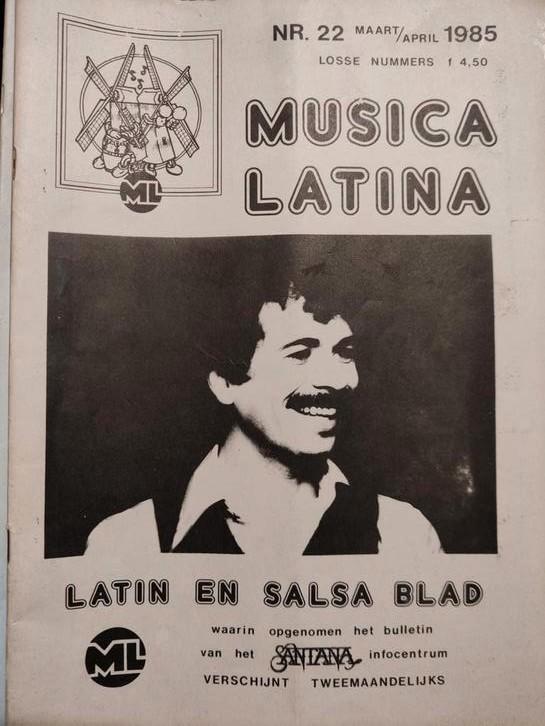 NR. 22 MAART/APRIL 1985
LOSSE NUMMERS f 4,50
MUSICA
LATINA
ML
LATIN EN SALSA BLAD
waarin opgenomen het bulletin
van het SANTANA infocentrum
VERSCHIJNT TWEEMAANDELIJKS
ML